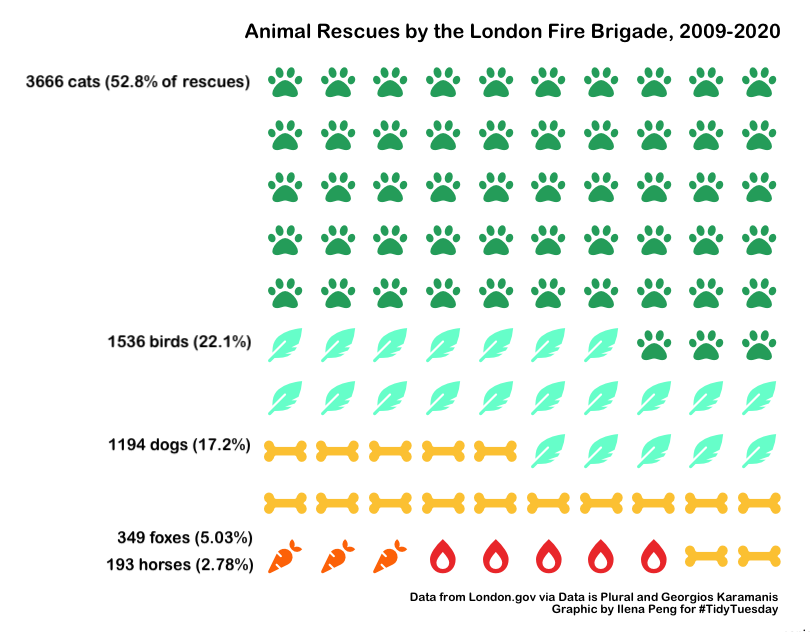 Animal Rescues by the London Fire Brigade, 2009-2020
3666 cats (52.8% of rescues)
1536 birds (22.1%)
1194 dogs (17.2%)
349 foxes (5.03%)
193 horses (2.78%)
Data from London.gov via Data is Plural and Georgios Karamanis
Graphic by Ilena Peng for #TidyTuesday